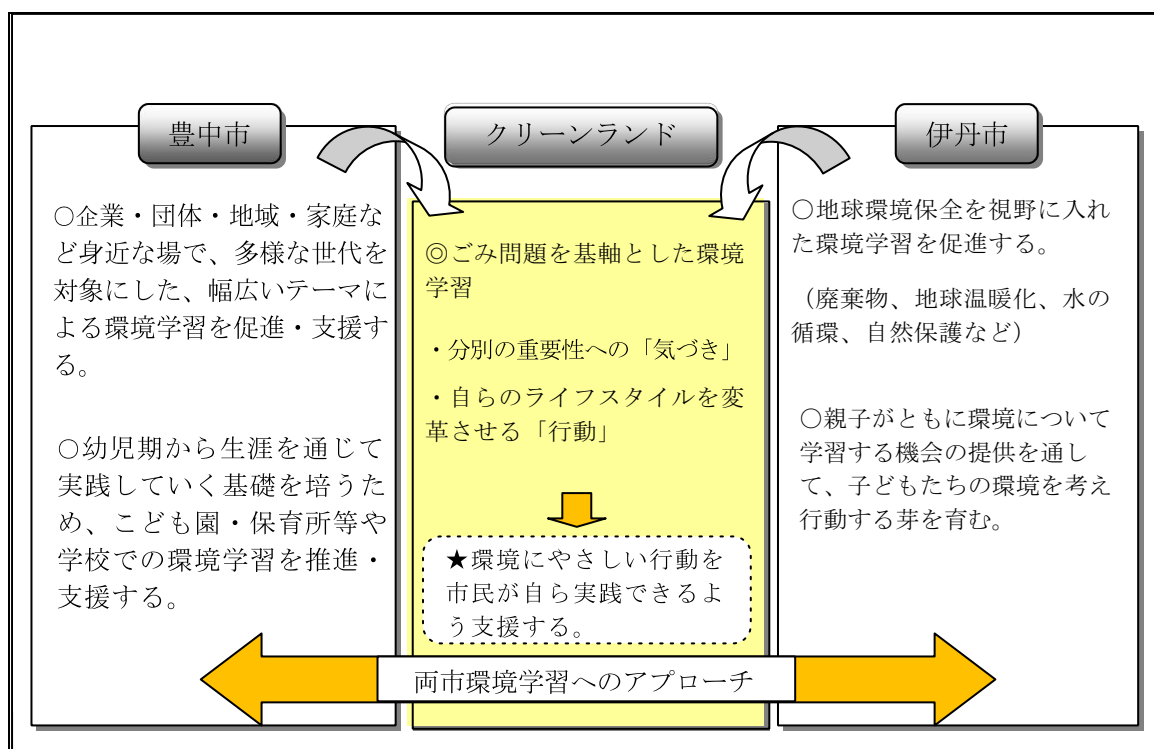 豊中市
○企業・団体・地域・家庭な
ど身近な場で、多様な世代を
対象にした、幅広いテーマに
よる環境学習を促進・支援す
る。
○幼児期から生涯を通じて
実践していく基礎を培うた
め、こども園・保育所等や
学校での環境学習を推進・
支援する。
クリーンランド
◎ごみ問題を基軸とした環境
学習
・分別の重要性への「気づき」
・自らのライフスタイルを変
革させる「行動」
★環境にやさしい行動を
市民が自ら実践できるよ
う支援する。
伊丹市
○地球環境保全を視野に入れ
た環境学習を促進する。
（廃棄物、地球温暖化、水の
循環、自然保護など）
○親子がともに環境について
学習する機会の提供を通し
て、子どもたちの環境を考え
行動する芽を育む。
両市環境学習へのアプローチ